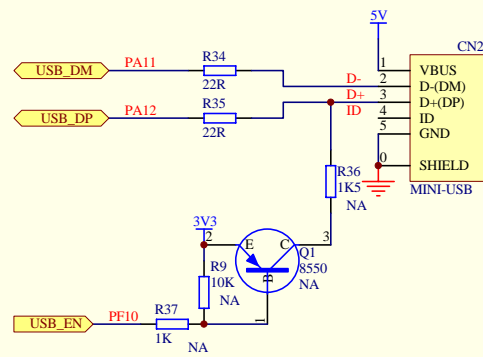 5V
CN2
R34
USB_DM PA11 1 VBUS
22R D- 2 D-(DM)
R35 D+ 3 D+(DP)
USB_DP PA12 ID 4 ID
22R 5 GND
0 SHIELD
R36
1K5 MINI-USB
NA
3V3
2 E C 3
Q1
R9 8550
10K B NA
NA
1
USB_EN PF10 R37
1K NA